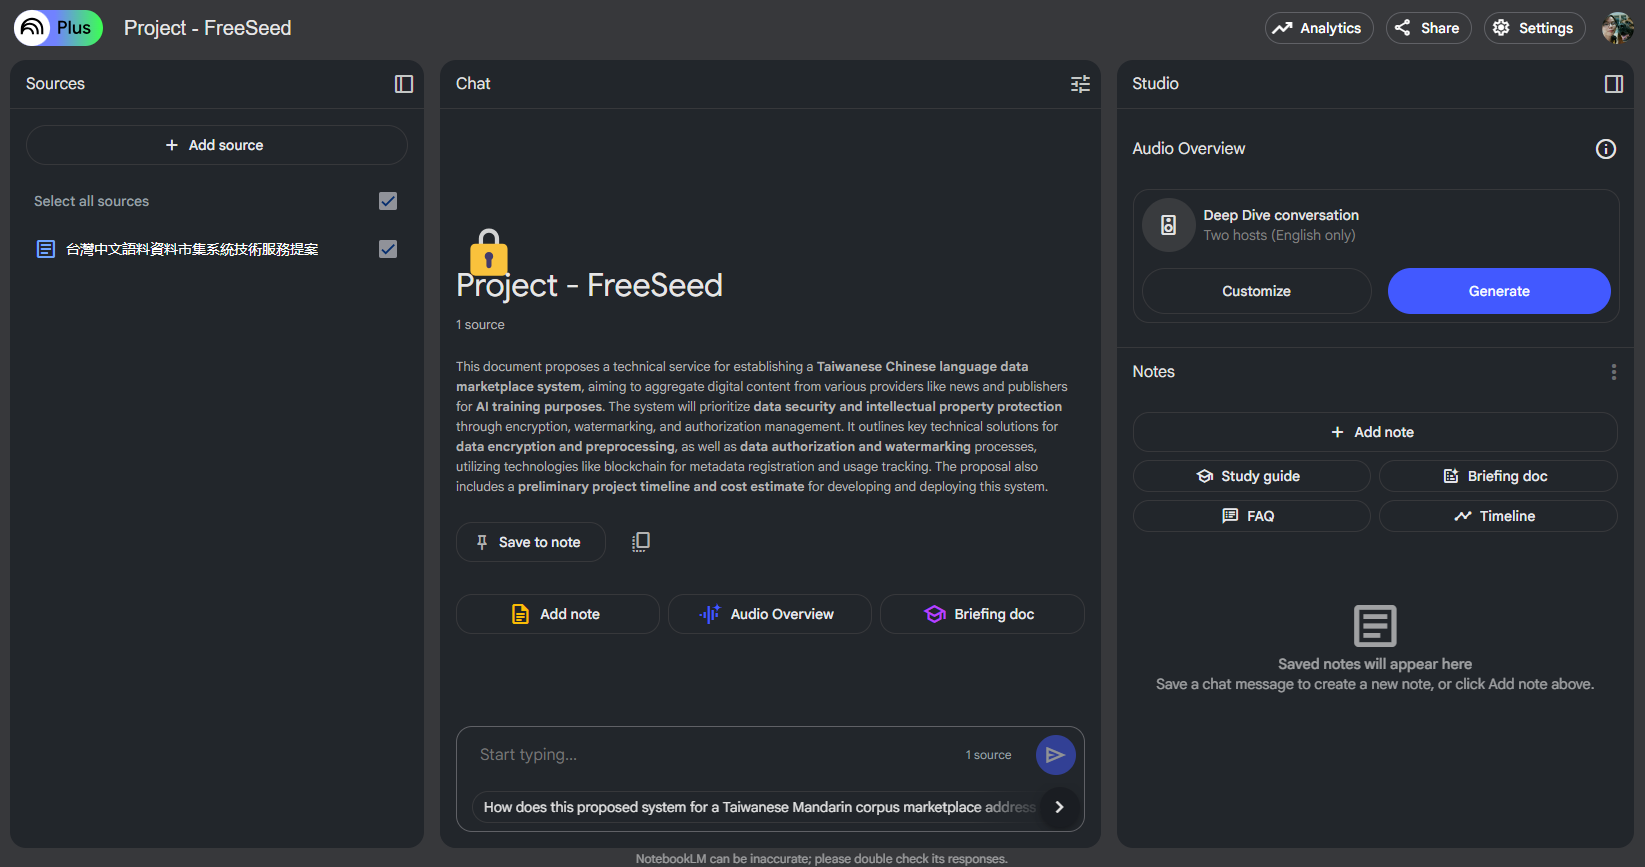 Plus
Project - FreeSeed
Analytics
Share
Settings
Sources
+ Add source
Select all sources
台灣中文語料資料市集系統技術服務提案
Chat
Project - FreeSeed
1 source
This document proposes a technical service for establishing a Taiwanese Chinese language data
marketplace system, aiming to aggregate digital content from various providers like news and publishers
for AI training purposes. The system will prioritize data security and intellectual property protection
through encryption, watermarking, and authorization management. It outlines key technical solutions for
data encryption and preprocessing, as well as data authorization and watermarking processes,
utilizing technologies like blockchain for metadata registration and usage tracking. The proposal also
includes a preliminary project timeline and cost estimate for developing and deploying this system.
Save to note
Add note
Audio Overview
Briefing doc
Start typing...
1 source
How does this proposed system for a Taiwanese Mandarin corpus marketplace address
Studio
Audio Overview
Deep Dive conversation
Two hosts (English only)
Customize
Generate
Notes
+ Add note
Study guide
Briefing doc
FAQ
Timeline
Saved notes will appear here
Save a chat message to create a new note, or click Add note above.
NotebookLM can be inaccurate; please double check its responses.